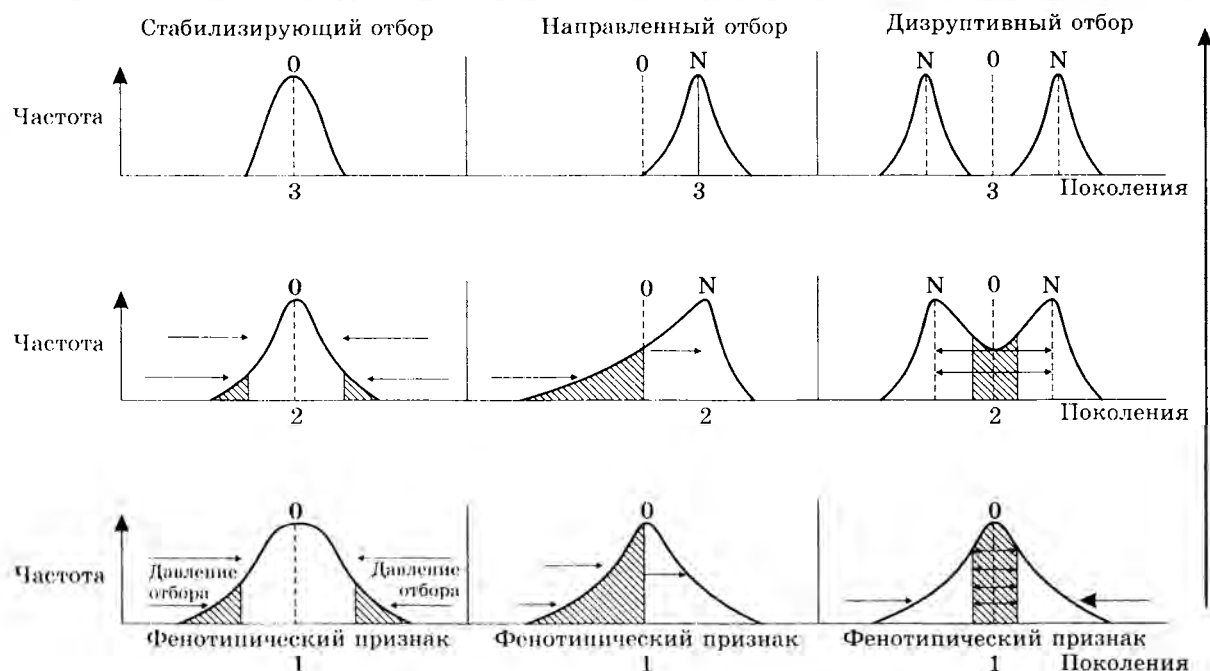 Стабилизирующий отбор Направленный отбор Дизруптивный отбор
0 0 N N 0 N
Частота
3 3 3 Поколения
0 0 N N 0 N
Частота
2 2 2 Поколения
0 0 0
Частота
Давление отбора
Давление отбора
Фенотипический признак Фенотипический признак Фенотипический признак
1 1 1 Поколения